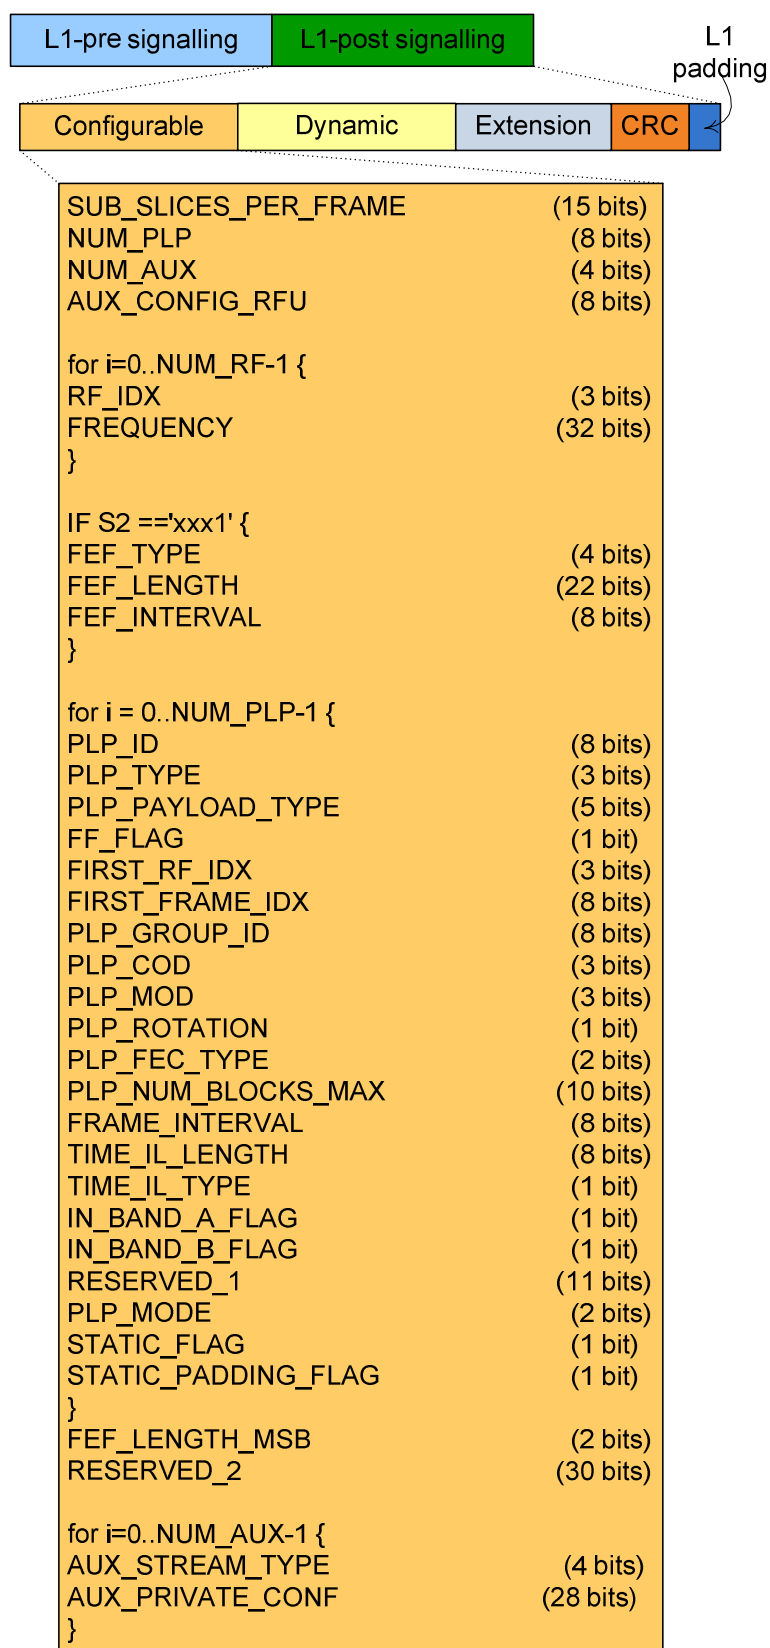 L1-pre signalling L1-post signalling
L1
padding
Configurable Dynamic Extension CRC
SUB_SLICES_PER_FRAME (15 bits)
NUM_PLP (8 bits)
NUM_AUX (4 bits)
AUX_CONFIG_RFU (8 bits)
for i=0..NUM_RF-1 {
RF_IDX (3 bits)
FREQUENCY (32 bits)
}
IF S2 =='xxx1' {
FEF_TYPE (4 bits)
FEF_LENGTH (22 bits)
FEF_INTERVAL (8 bits)
}
for i = 0..NUM_PLP-1 {
PLP_ID (8 bits)
PLP_TYPE (3 bits)
PLP_PAYLOAD_TYPE (5 bits)
FF_FLAG (1 bit)
FIRST_RF_IDX (3 bits)
FIRST_FRAME_IDX (8 bits)
PLP_GROUP_ID (8 bits)
PLP_COD (3 bits)
PLP_MOD (3 bits)
PLP_ROTATION (1 bit)
PLP_FEC_TYPE (2 bits)
PLP_NUM_BLOCKS_MAX (10 bits)
FRAME_INTERVAL (8 bits)
TIME_IL_LENGTH (8 bits)
TIME_IL_TYPE (1 bit)
IN_BAND_A_FLAG (1 bit)
IN_BAND_B_FLAG (1 bit)
RESERVED_1 (11 bits)
PLP_MODE (2 bits)
STATIC_FLAG (1 bit)
STATIC_PADDING_FLAG (1 bit)
}
FEF_LENGTH_MSB (2 bits)
RESERVED_2 (30 bits)
for i=0..NUM_AUX-1 {
AUX_STREAM_TYPE (4 bits)
AUX_PRIVATE_CONF (28 bits)
}